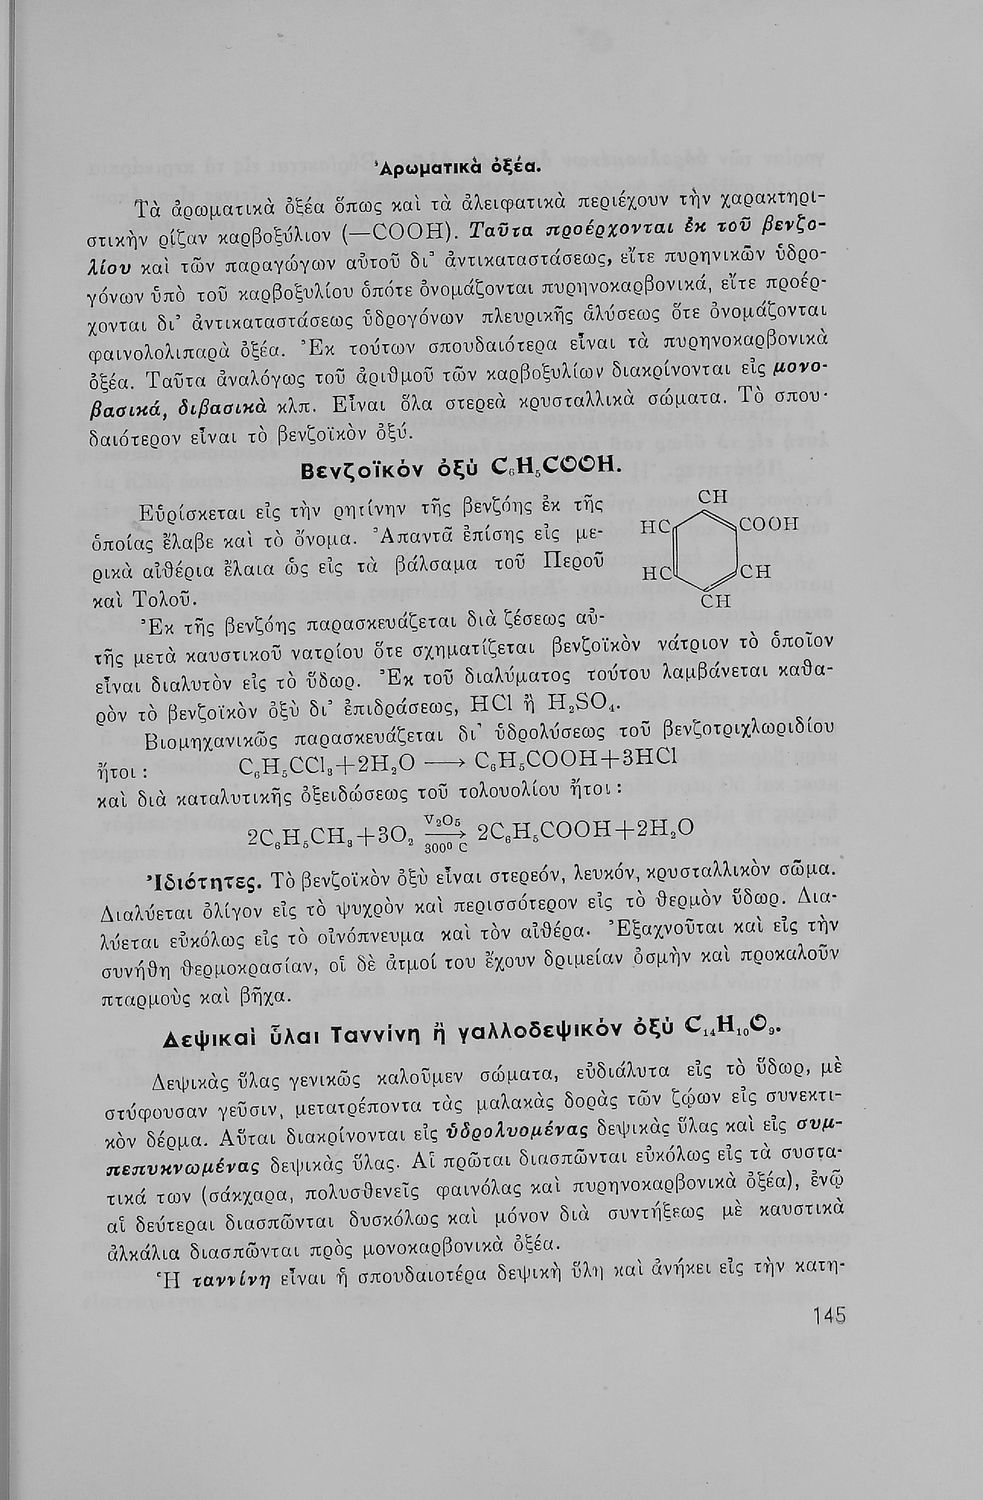 Ἀρωματικὰ ὀξέα.
Τὰ ἀρωματικὰ ὀξέα ὅπως καὶ τὰ ἀλειφατικὰ περιέχουν τὴν χαρακτηρι-
στικὴν ρίζαν καρβοξύλιον (—COOH). Ταῦτα προέρχονται ἐκ τοῦ βενζο-
λίου καὶ τῶν παραγώγων αὐτοῦ δι' ἀντικαταστάσεως, εἴτε πυρηνικῶν ὑδρο-
γόνων ὑπὸ τοῦ καρβοξυλίου ὁπότε ὀνομάζονται πυρηνοκαρβονικά, εἴτε προέρ-
χονται δι' ἀντικαταστάσεως ὑδρογόνων πλευρικῆς ἁλύσεως ὅτε ὀνομάζονται
φαινολολιπαρὰ ὀξέα. Ἐκ τούτων σπουδαιότερα εἶναι τὰ πυρηνοκαρβονικὰ
ὀξέα. Ταῦτα ἀναλόγως τοῦ ἀριθμοῦ τῶν καρβοξυλίων διακρίνονται εἰς μονο-
βασικά, διβασικὰ κλπ. Εἶναι ὅλα στερεὰ κρυσταλλικὰ σώματα. Τὸ σπου-
δαιότερον εἶναι τὸ βενζοϊκὸν ὀξύ.
Βενζοϊκόν ὀξύ C₆H₅COOH.
Εὑρίσκεται εἰς τὴν ρητίνην τῆς βενζόης ἐκ τῆς
ὁποίας ἔλαβε καὶ τὸ ὄνομα. Ἀπαντᾶ ἐπίσης εἰς με-
ρικὰ αἰθέρια ἔλαια ὡς εἰς τὰ βάλσαμα τοῦ Περοῦ
καὶ Τολοῦ.
CH
HC COOH
HC CH
CH
Ἐκ τῆς βενζόης παρασκευάζεται διὰ ζέσεως αὐ-
τῆς μετὰ καυστικοῦ νατρίου ὅτε σχηματίζεται βενζοϊκὸν νάτριον τὸ ὁποῖον
εἶναι διαλυτὸν εἰς τὸ ὕδωρ. Ἐκ τοῦ διαλύματος τούτου λαμβάνεται καθα-
ρὸν τὸ βενζοϊκὸν ὀξὺ δι' ἐπιδράσεως, HCl ἢ H₂SO₄.
Βιομηχανικῶς παρασκευάζεται δι' ὑδρολύσεως τοῦ βενζοτριχλωριδίου
ἤτοι : C₆H₅CCl₃+2H₂O ⟶ C₆H₅COOH+3HCl
καὶ διὰ καταλυτικῆς ὀξειδώσεως τοῦ τολουολίου ἤτοι :
V₂O₅
2C₆H₅CH₃+3O₂ ⟶ 2C₆H₅COOH+2H₂O
300⁰ C
Ἰδιότητες. Τὸ βενζοϊκὸν ὀξὺ εἶναι στερεόν, λευκόν, κρυσταλλικὸν σῶμα.
Διαλύεται ὀλίγον εἰς τὸ ψυχρὸν καὶ περισσότερον εἰς τὸ θερμὸν ὕδωρ. Δια-
λύεται εὐκόλως εἰς τὸ οἰνόπνευμα καὶ τὸν αἰθέρα. Ἐξαχνοῦται καὶ εἰς τὴν
συνήθη θερμοκρασίαν, οἱ δὲ ἀτμοί του ἔχουν δριμεῖαν ὀσμὴν καὶ προκαλοῦν
πταρμοὺς καὶ βῆχα.
Δεψικαὶ ὗλαι Ταννίνη ἢ γαλλοδεψικόν ὀξύ C₁₄H₁₀O₉.
Δεψικὰς ὕλας γενικῶς καλοῦμεν σώματα, εὐδιάλυτα εἰς τὸ ὕδωρ, μὲ
στύφουσαν γεῦσιν, μετατρέποντα τὰς μαλακὰς δορὰς τῶν ζῴων εἰς συνεκτι-
κὸν δέρμα. Αὗται διακρίνονται εἰς ὑδρολυομένας δεψικὰς ὕλας καὶ εἰς συμ-
πεπυκνωμένας δεψικὰς ὕλας. Αἱ πρῶται διασπῶνται εὐκόλως εἰς τὰ συστα-
τικά των (σάκχαρα, πολυσθενεῖς φαινόλας καὶ πυρηνοκαρβονικὰ ὀξέα), ἐνῷ
αἱ δεύτεραι διασπῶνται δυσκόλως καὶ μόνον διὰ συντήξεως μὲ καυστικὰ
ἀλκάλια διασπῶνται πρὸς μονοκαρβονικὰ ὀξέα.
Ἡ ταννίνη εἶναι ἡ σπουδαιοτέρα δεψικὴ ὕλη καὶ ἀνήκει εἰς τὴν κατη-
145